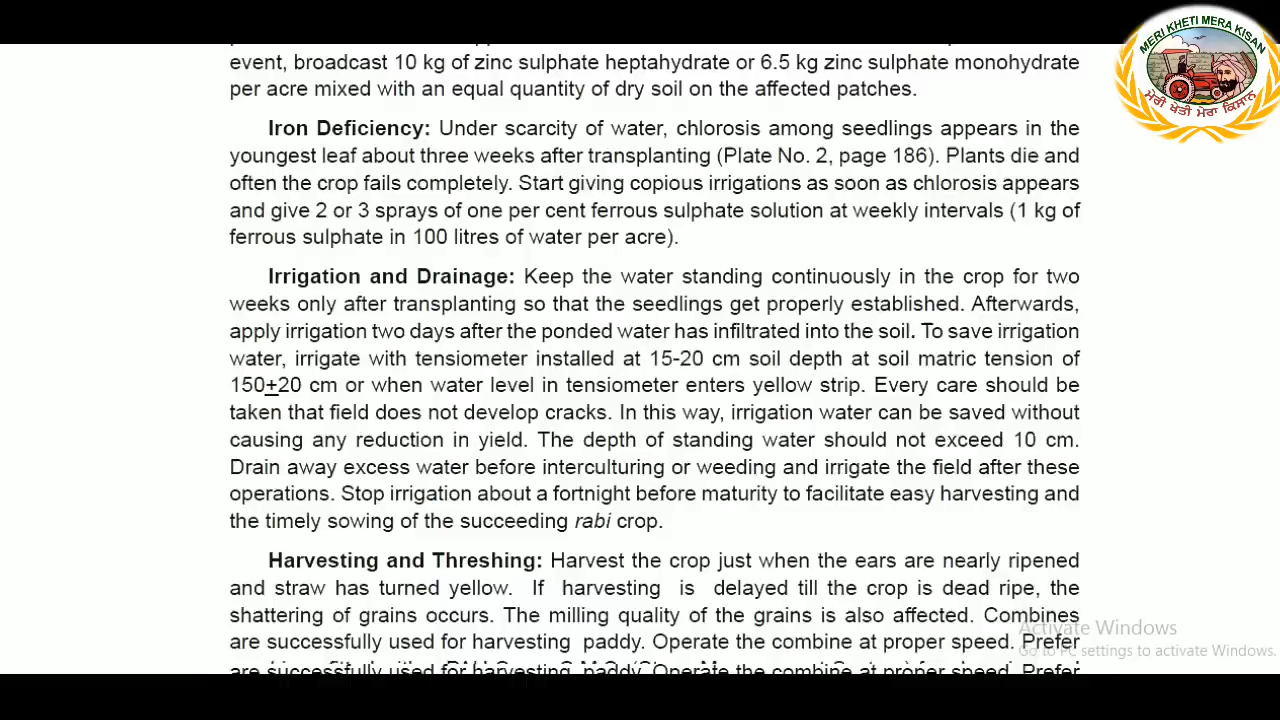 MERI KHETI MERA KISAN
ਮੇਰੀ ਖੇਤੀ ਮੇਰਾ ਕਿਸਾਨ
event, broadcast 10 kg of zinc sulphate heptahydrate or 6.5 kg zinc sulphate monohydrate
per acre mixed with an equal quantity of dry soil on the affected patches.
Iron Deficiency: Under scarcity of water, chlorosis among seedlings appears in the
youngest leaf about three weeks after transplanting (Plate No. 2, page 186). Plants die and
often the crop fails completely. Start giving copious irrigations as soon as chlorosis appears
and give 2 or 3 sprays of one per cent ferrous sulphate solution at weekly intervals (1 kg of
ferrous sulphate in 100 litres of water per acre).
Irrigation and Drainage: Keep the water standing continuously in the crop for two
weeks only after transplanting so that the seedlings get properly established. Afterwards,
apply irrigation two days after the ponded water has infiltrated into the soil. To save irrigation
water, irrigate with tensiometer installed at 15-20 cm soil depth at soil matric tension of
150±20 cm or when water level in tensiometer enters yellow strip. Every care should be
taken that field does not develop cracks. In this way, irrigation water can be saved without
causing any reduction in yield. The depth of standing water should not exceed 10 cm.
Drain away excess water before interculturing or weeding and irrigate the field after these
operations. Stop irrigation about a fortnight before maturity to facilitate easy harvesting and
the timely sowing of the succeeding rabi crop.
Harvesting and Threshing: Harvest the crop just when the ears are nearly ripened
and straw has turned yellow. If harvesting is delayed till the crop is dead ripe, the
shattering of grains occurs. The milling quality of the grains is also affected. Combines
are successfully used for harvesting paddy. Operate the combine at proper speed. Prefer
are successfully used for harvesting paddy. Operate the combine at proper speed. Prefer
Activate Windows
Go to PC settings to activate Windows.